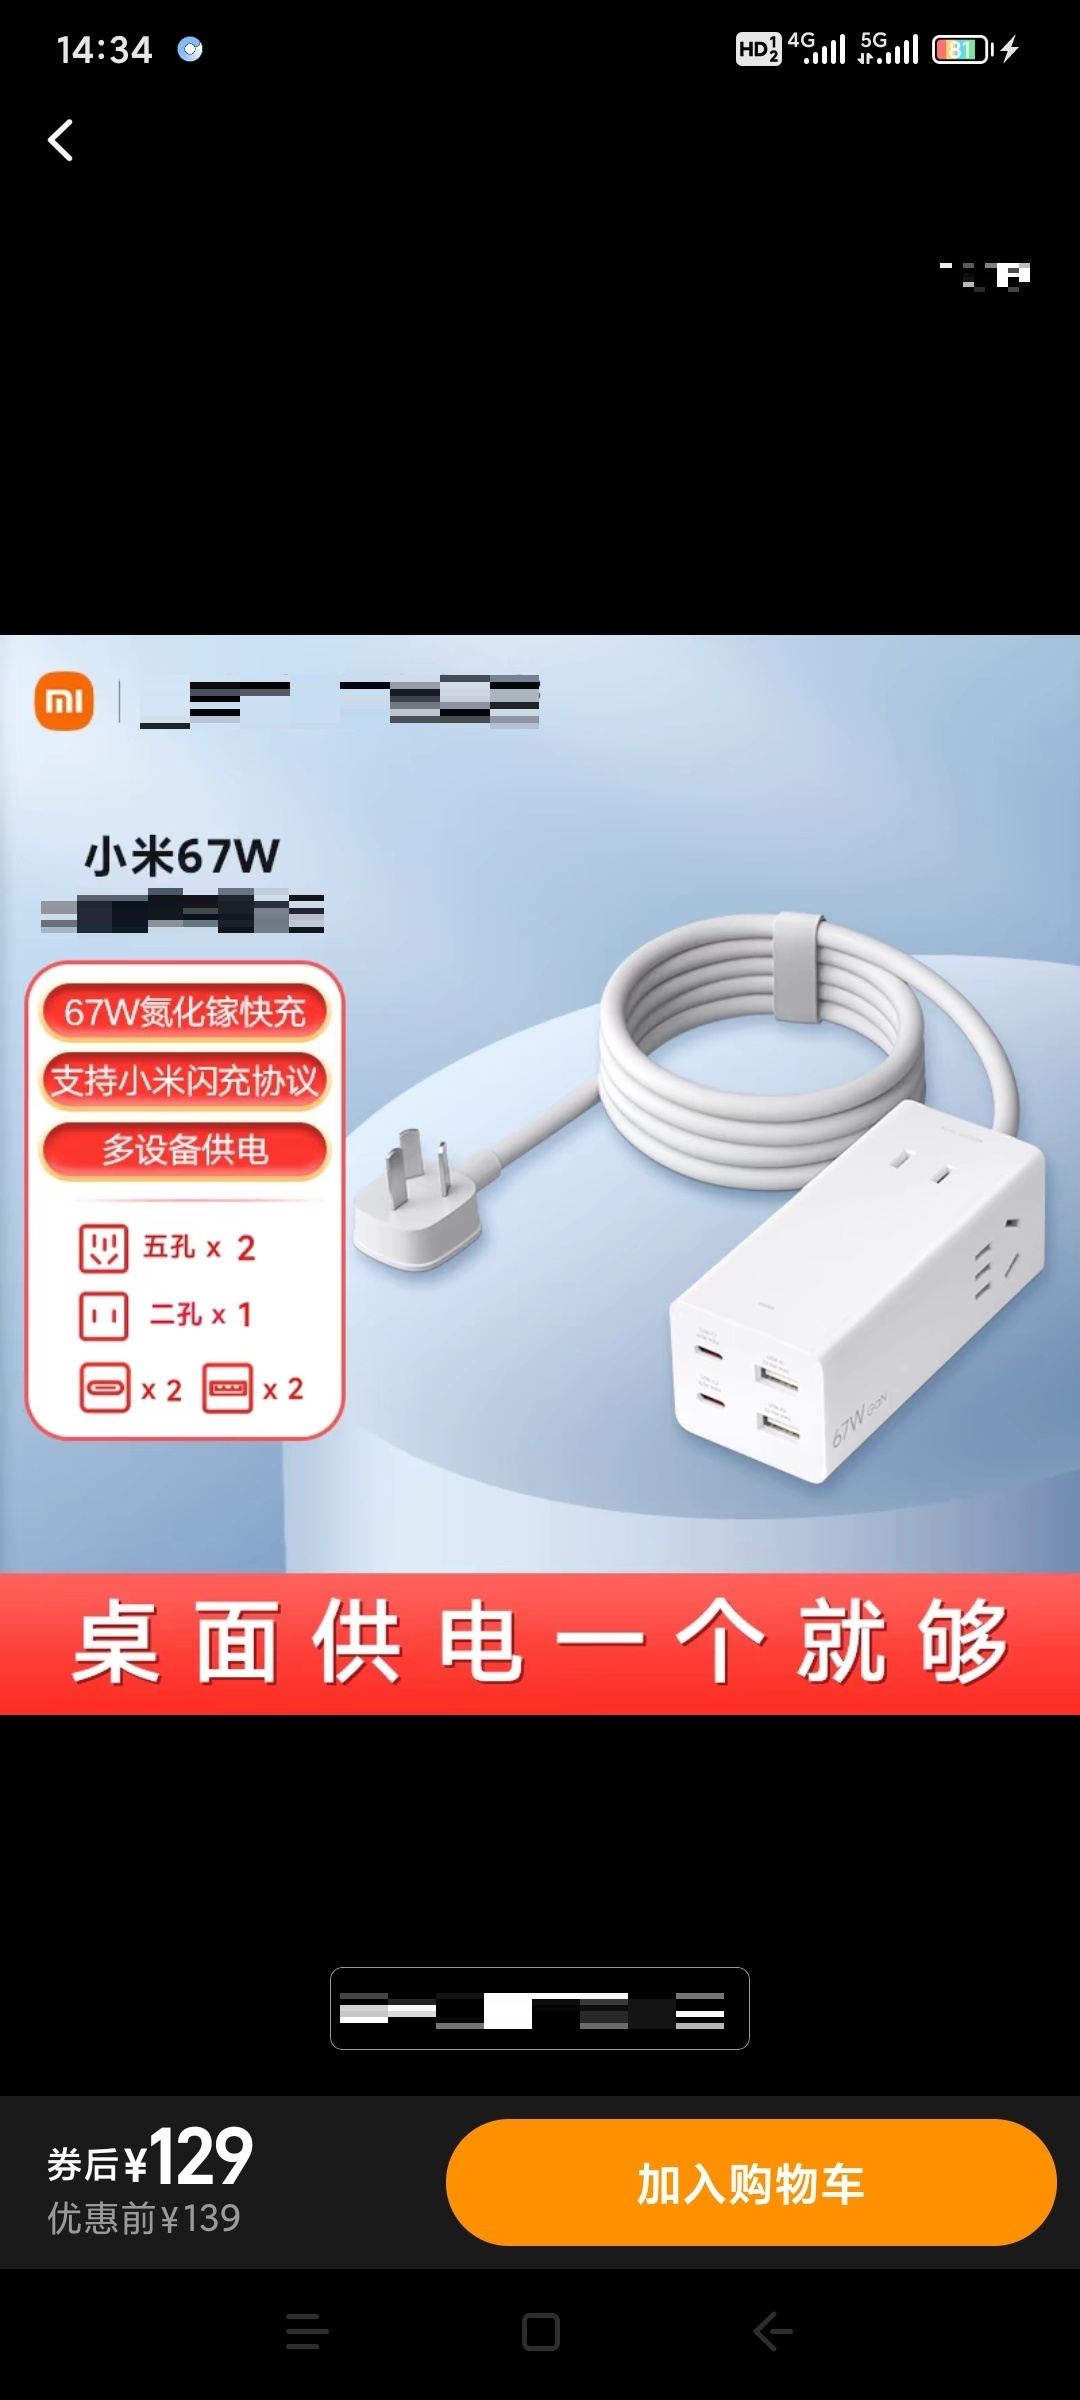 14:34
HD 1 2 4G 5G 81
mi
小米67W
67W氮化镓快充
支持小米闪充协议
多设备供电
五孔 x 2
二孔 x 1
x 2 x 2
67W GaN
桌面供电一个就够
券后¥129
优惠前¥139
加入购物车